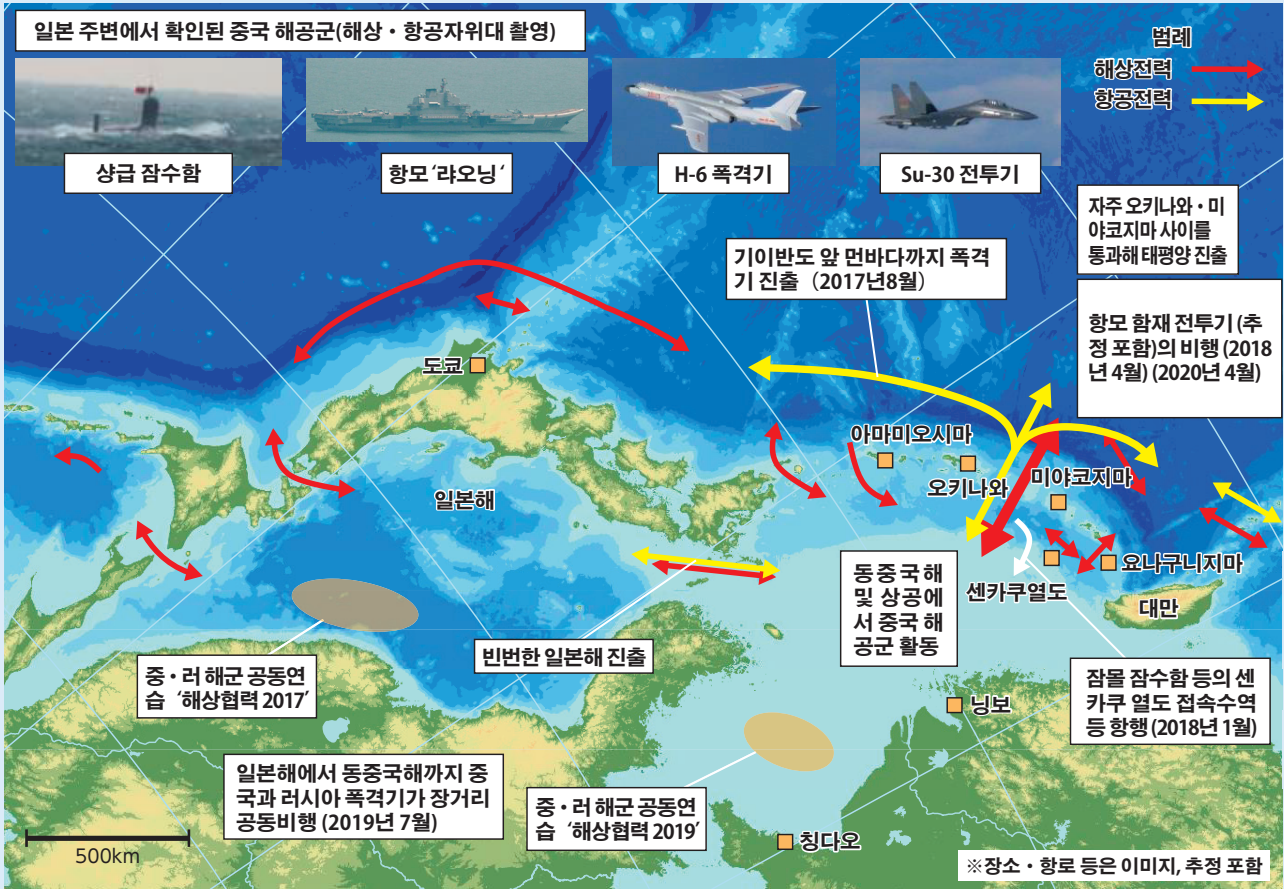 일본 주변에서 확인된 중국 해공군(해상・항공자위대 촬영)
범례
해상전력
항공전력
샹급 잠수함
항모 ‘랴오닝‘
H-6 폭격기
Su-30 전투기
자주 오키나와・미
야코지마 사이를
통과해 태평양 진출
기이반도 앞 먼바다까지 폭격
기 진출（2017년8월）
항모 함재 전투기 (추
정 포함)의 비행 (2018
년 4월) (2020년 4월)
도쿄
아마미오시마
오키나와
미야코지마
일본해
센카쿠열도
요나구니지마
대만
동중국해
및 상공에
서 중국 해
공군 활동
빈번한 일본해 진출
중・러 해군 공동연
습 ‘해상협력 2017’
잠몰 잠수함 등의 센
카쿠 열도 접속수역
등 항행 (2018년 1월)
닝보
일본해에서 동중국해까지 중
국과 러시아 폭격기가 장거리
공동비행 (2019년 7월)
중・러 해군 공동연
습 ‘해상협력 2019’
칭다오
500km
※장소・항로 등은 이미지, 추정 포함